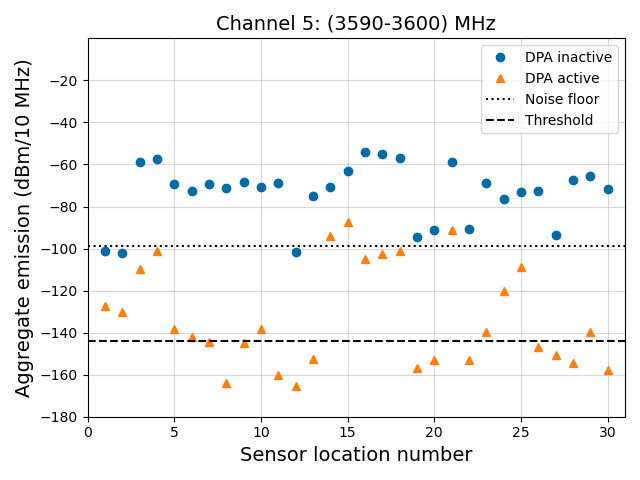 Channel 5: (3590-3600) MHz
DPA inactive
DPA active
Noise floor
Threshold
Aggregate emission (dBm/10 MHz)
−20
−40
−60
−80
−100
−120
−140
−160
−180
0 5 10 15 20 25 30
Sensor location number